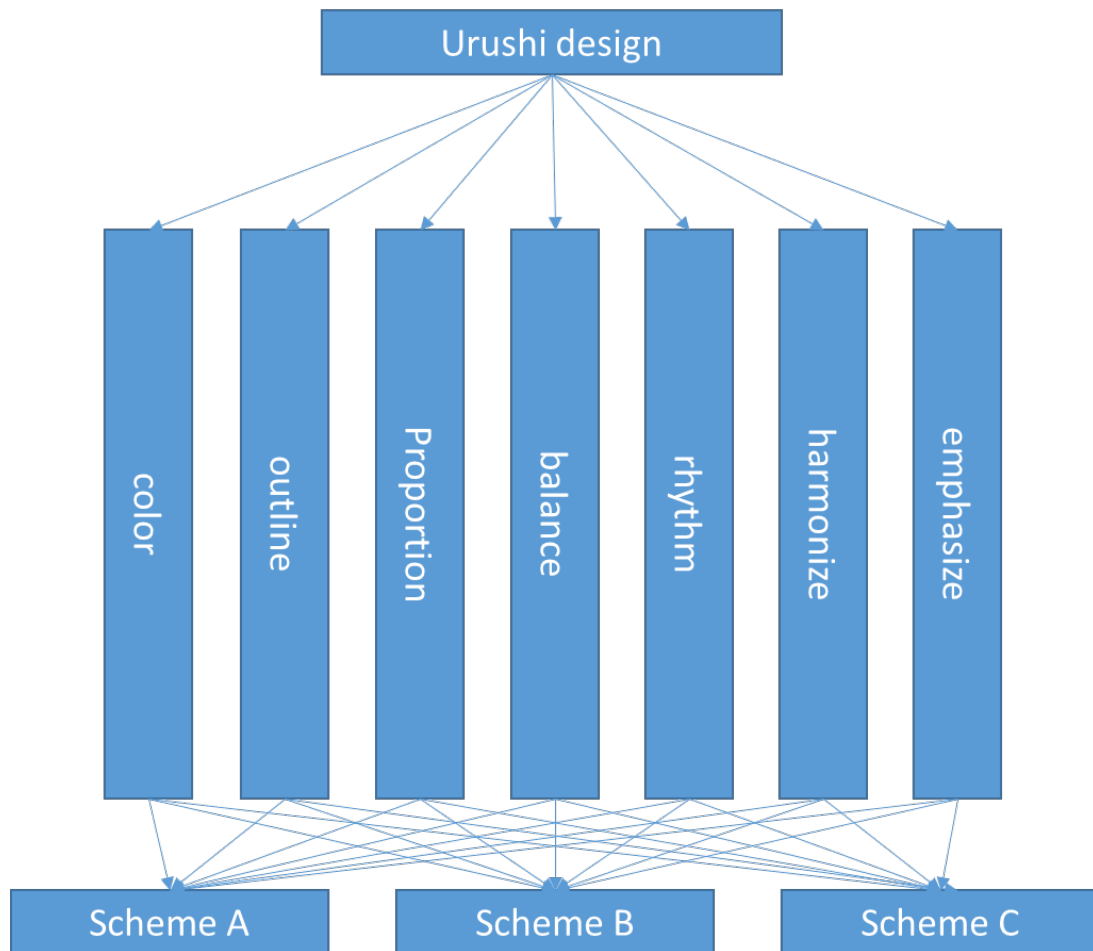 Urushi design
color
outline
Proportion
balance
rhythm
harmonize
emphasize
Scheme A
Scheme B
Scheme C